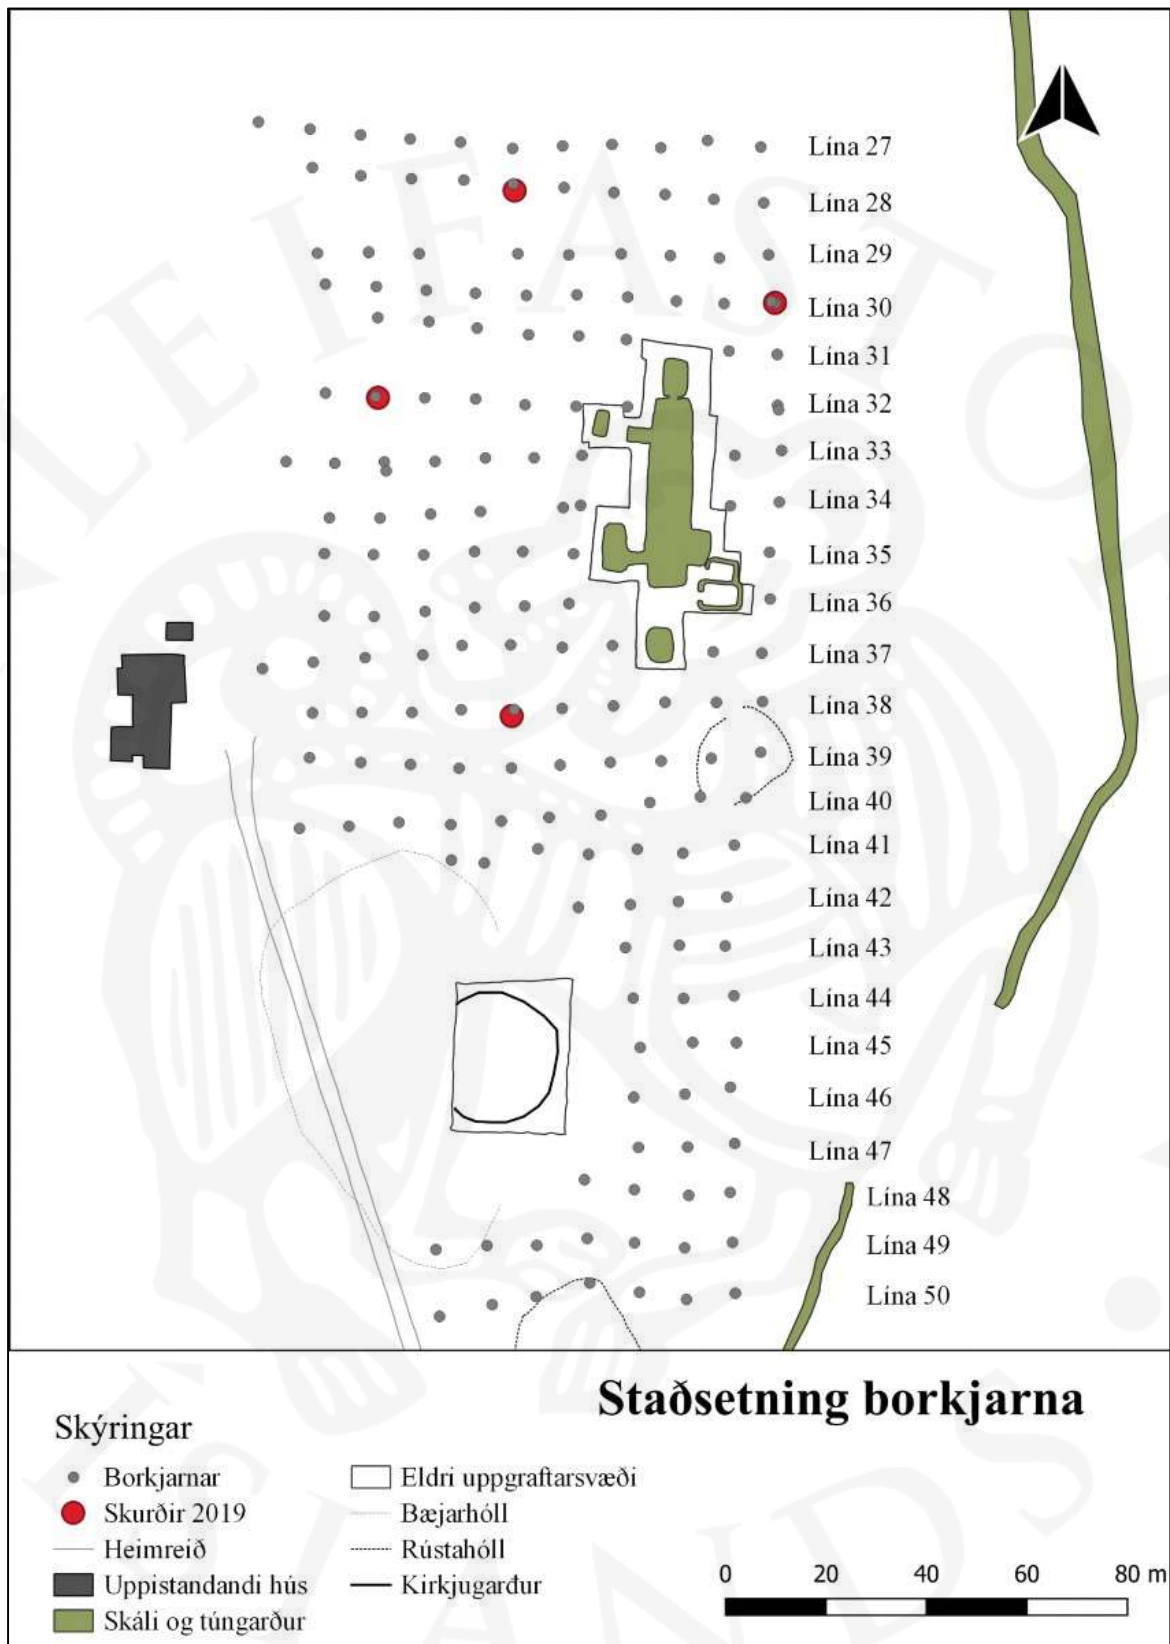 Lína 27
Lína 28
Lína 29
Lína 30
Lína 31
Lína 32
Lína 33
Lína 34
Lína 35
Lína 36
Lína 37
Lína 38
Lína 39
Lína 40
Lína 41
Lína 42
Lína 43
Lína 44
Lína 45
Lína 46
Lína 47
Lína 48
Lína 49
Lína 50
Staðsetning borkjarna
Skýringar
Borkjarnar
Skurðir 2019
Heimreið
Uppistandandi hús
Skáli og túngarður
Eldri uppgraftarsvæði
Bæjarhóll
Rústahóll
Kirkjugarður
0 20 40 60 80 m